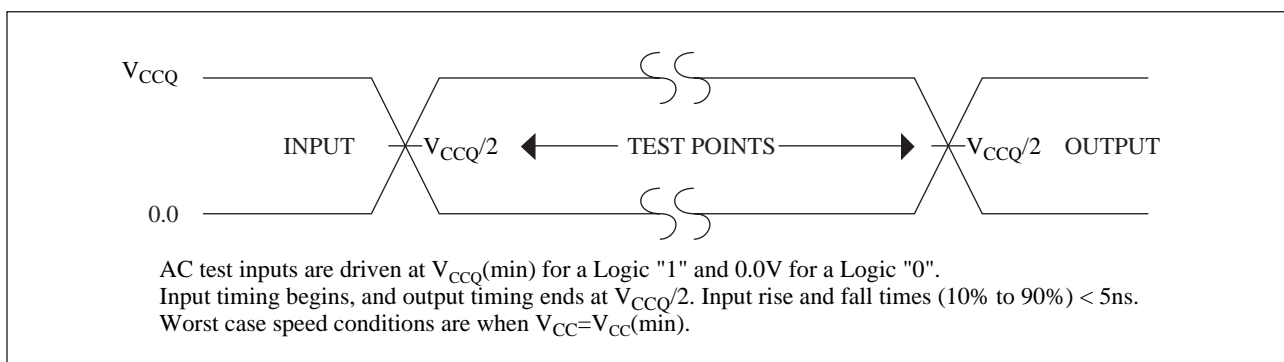 VCCQ
INPUT VCCQ/2 TEST POINTS VCCQ/2 OUTPUT
0.0
AC test inputs are driven at VCCQ(min) for a Logic "1" and 0.0V for a Logic "0".
Input timing begins, and output timing ends at VCCQ/2. Input rise and fall times (10% to 90%) < 5ns.
Worst case speed conditions are when VCC=VCC(min).